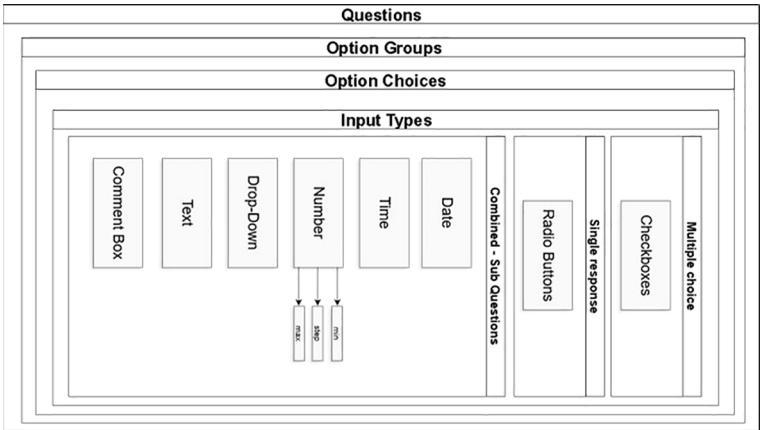 Questions
Option Groups
Option Choices
Input Types
Comment Box
Text
Drop-Down
Number
Time
Date
Combined - Sub Questions
Radio Buttons
Single response
Checkboxes
Multiple choice
max
step
min